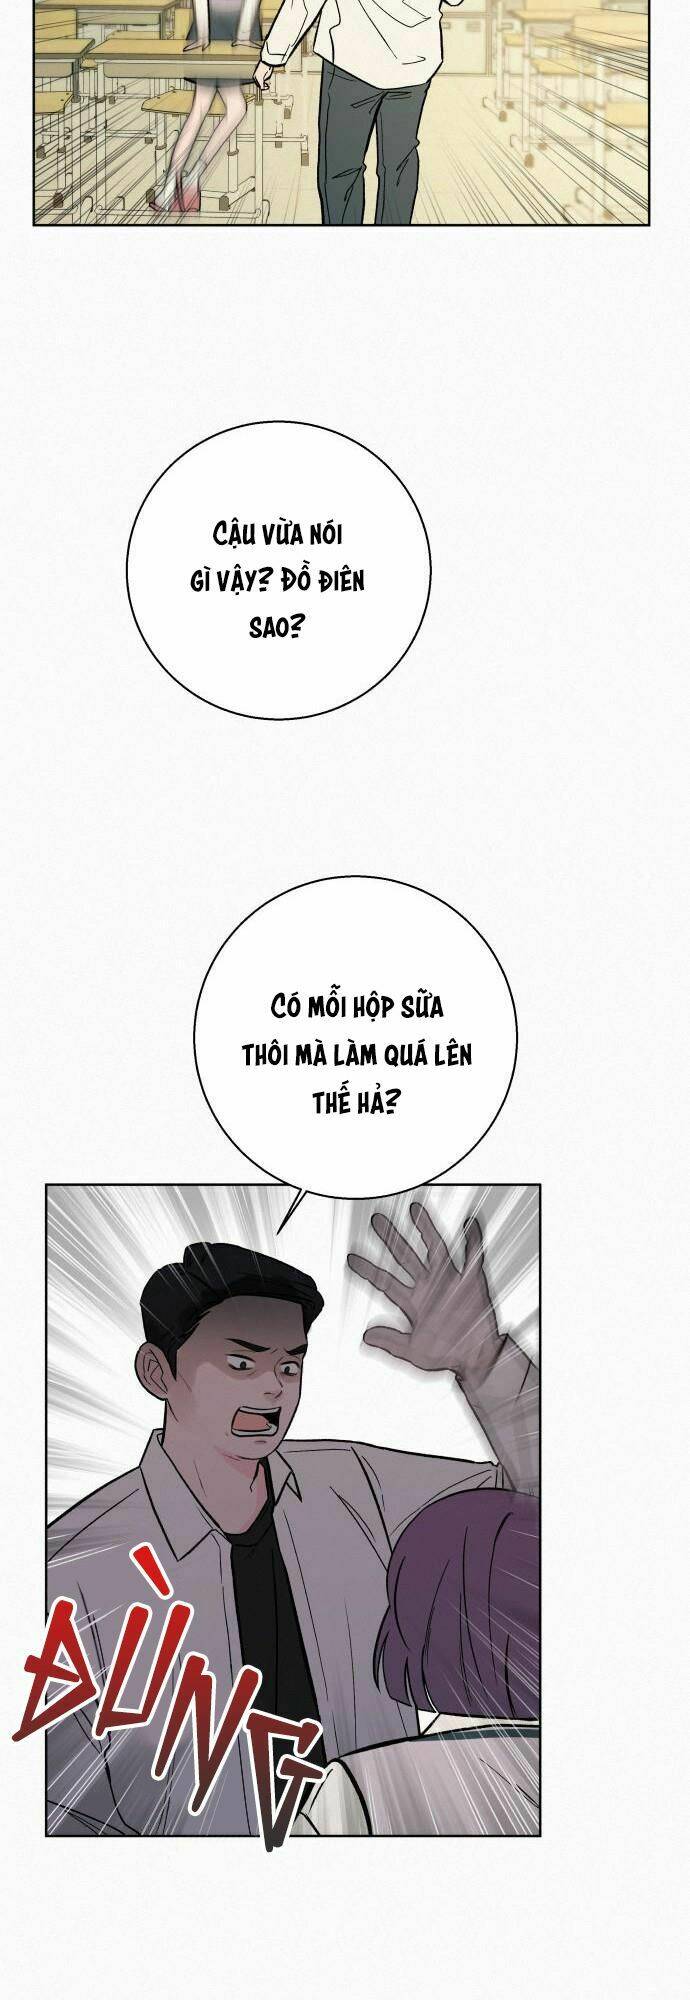 CẬU VỪA NÓI
GÌ VẬY? ĐỒ ĐIÊN
SAO?
CÓ MỖI HỘP SỮA
THÔI MÀ LÀM QUÁ LÊN
THẾ HẢ?
ĐÙNG